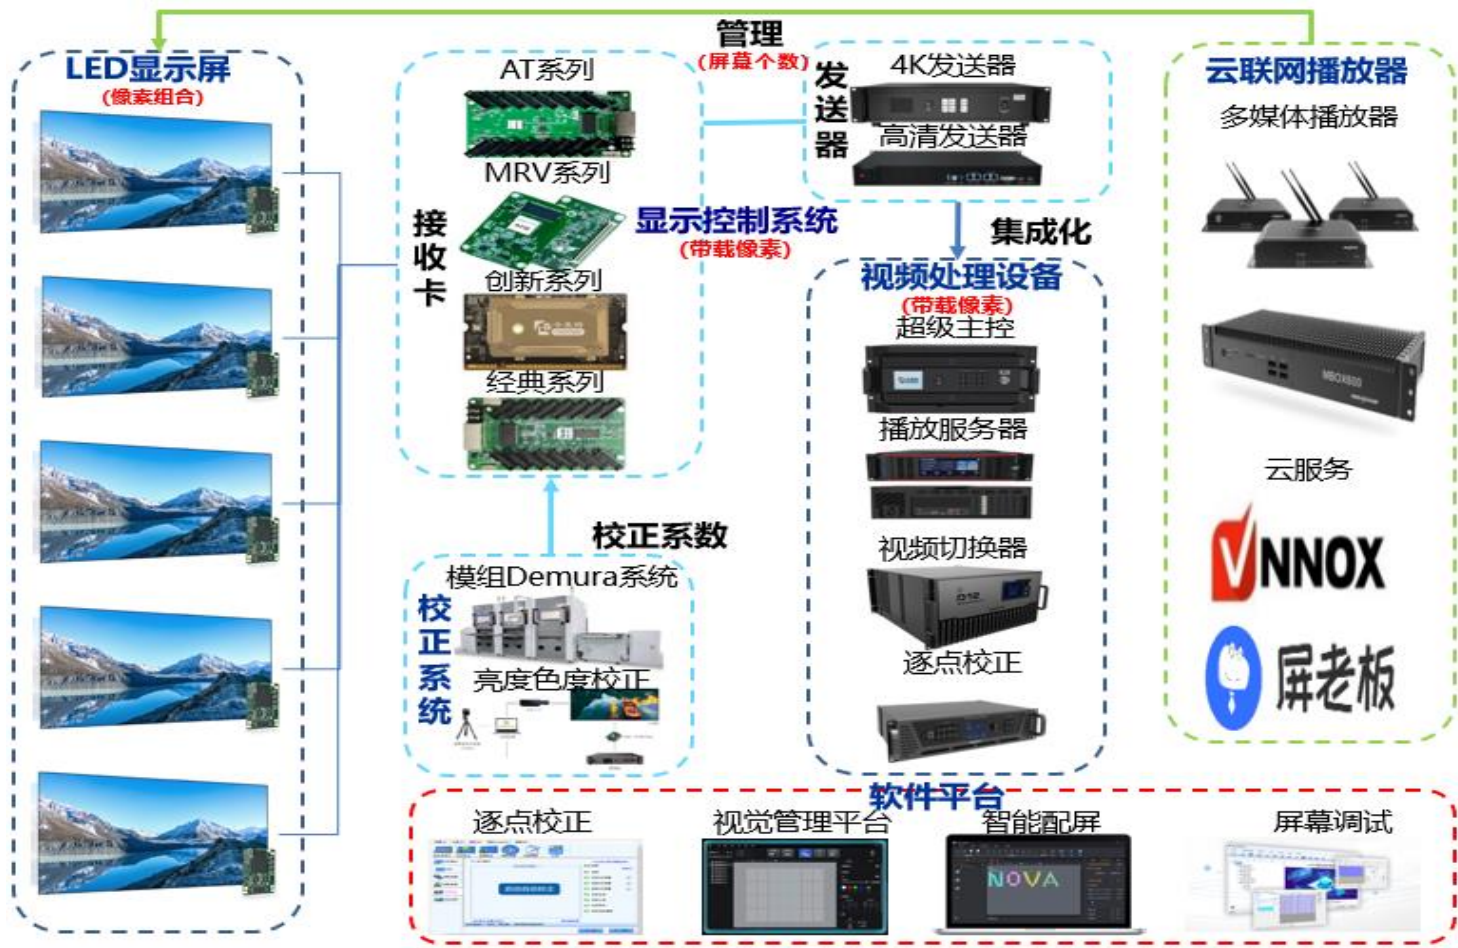 管理
(屏幕个数)
LED显示屏
(像素组合)
接收卡
AT系列
MRV系列
创新系列
经典系列
显示控制系统
(带载像素)
发送器
4K发送器
高清发送器
集成化
视频处理设备
(带载像素)
超级主控
播放服务器
视频切换器
D12
逐点校正
校正系数
校正系统
模组Demura系统
亮度色度校正
云联网播放器
多媒体播放器
MBOX600
云服务
VNNOX
屏老板
软件平台
逐点校正
视觉管理平台
智能配屏
NOVA
屏幕调试